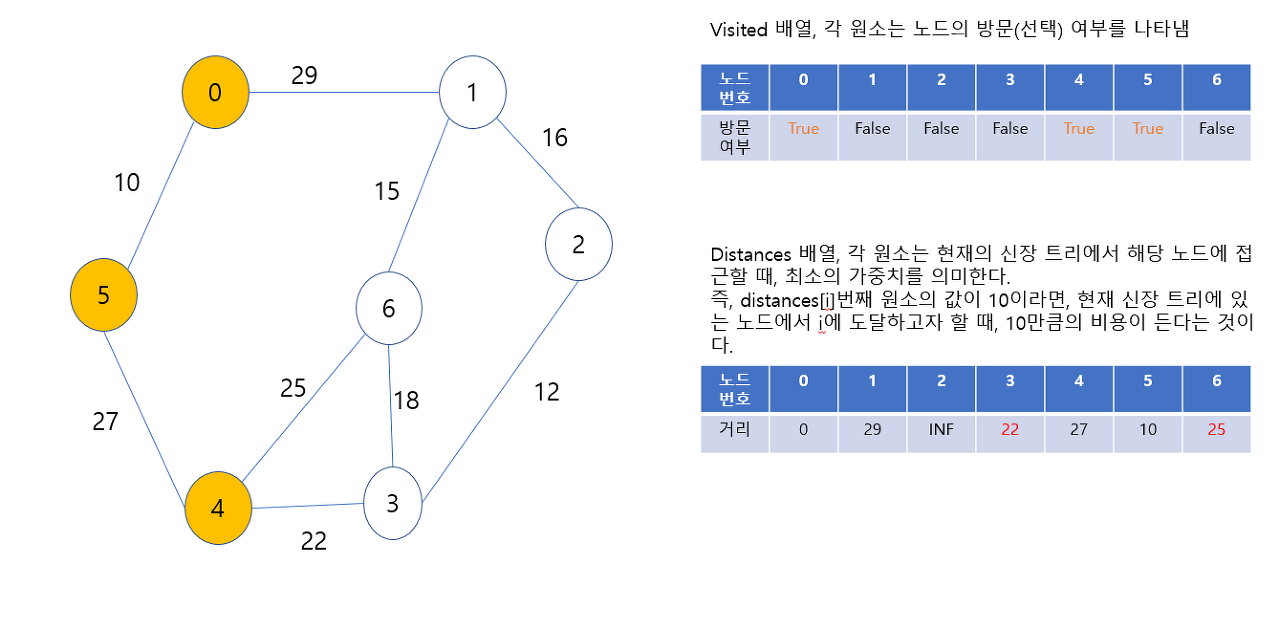 Visited 배열, 각 원소는 노드의 방문(선택) 여부를 나타냄
노드 번호 0 1 2 3 4 5 6
방문 여부 True False False False True True False
Distances 배열, 각 원소는 현재의 신장 트리에서 해당 노드에 접
근할 때, 최소의 가중치를 의미한다.
즉, distances[i]번째 원소의 값이 10이라면, 현재 신장 트리에 있
는 노드에서 i에 도달하고자 할 때, 10만큼의 비용이 든다는 것이
다.
노드 번호 0 1 2 3 4 5 6
거리 0 29 INF 22 27 10 25
29
0
1
16
10
15
2
5
6
25
18
12
27
4
3
22